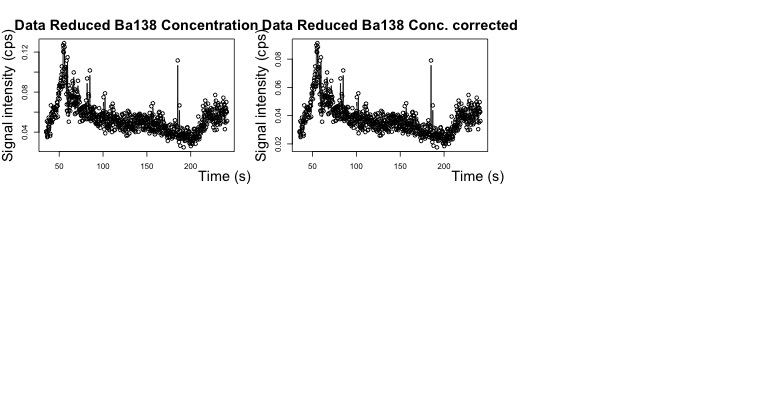 Data Reduced Ba138 Concentration
Signal intensity (cps)
0.12
0.08
0.04
50 100 150 200
Time (s)
Data Reduced Ba138 Conc. corrected
Signal intensity (cps)
0.08
0.06
0.04
0.02
50 100 150 200
Time (s)